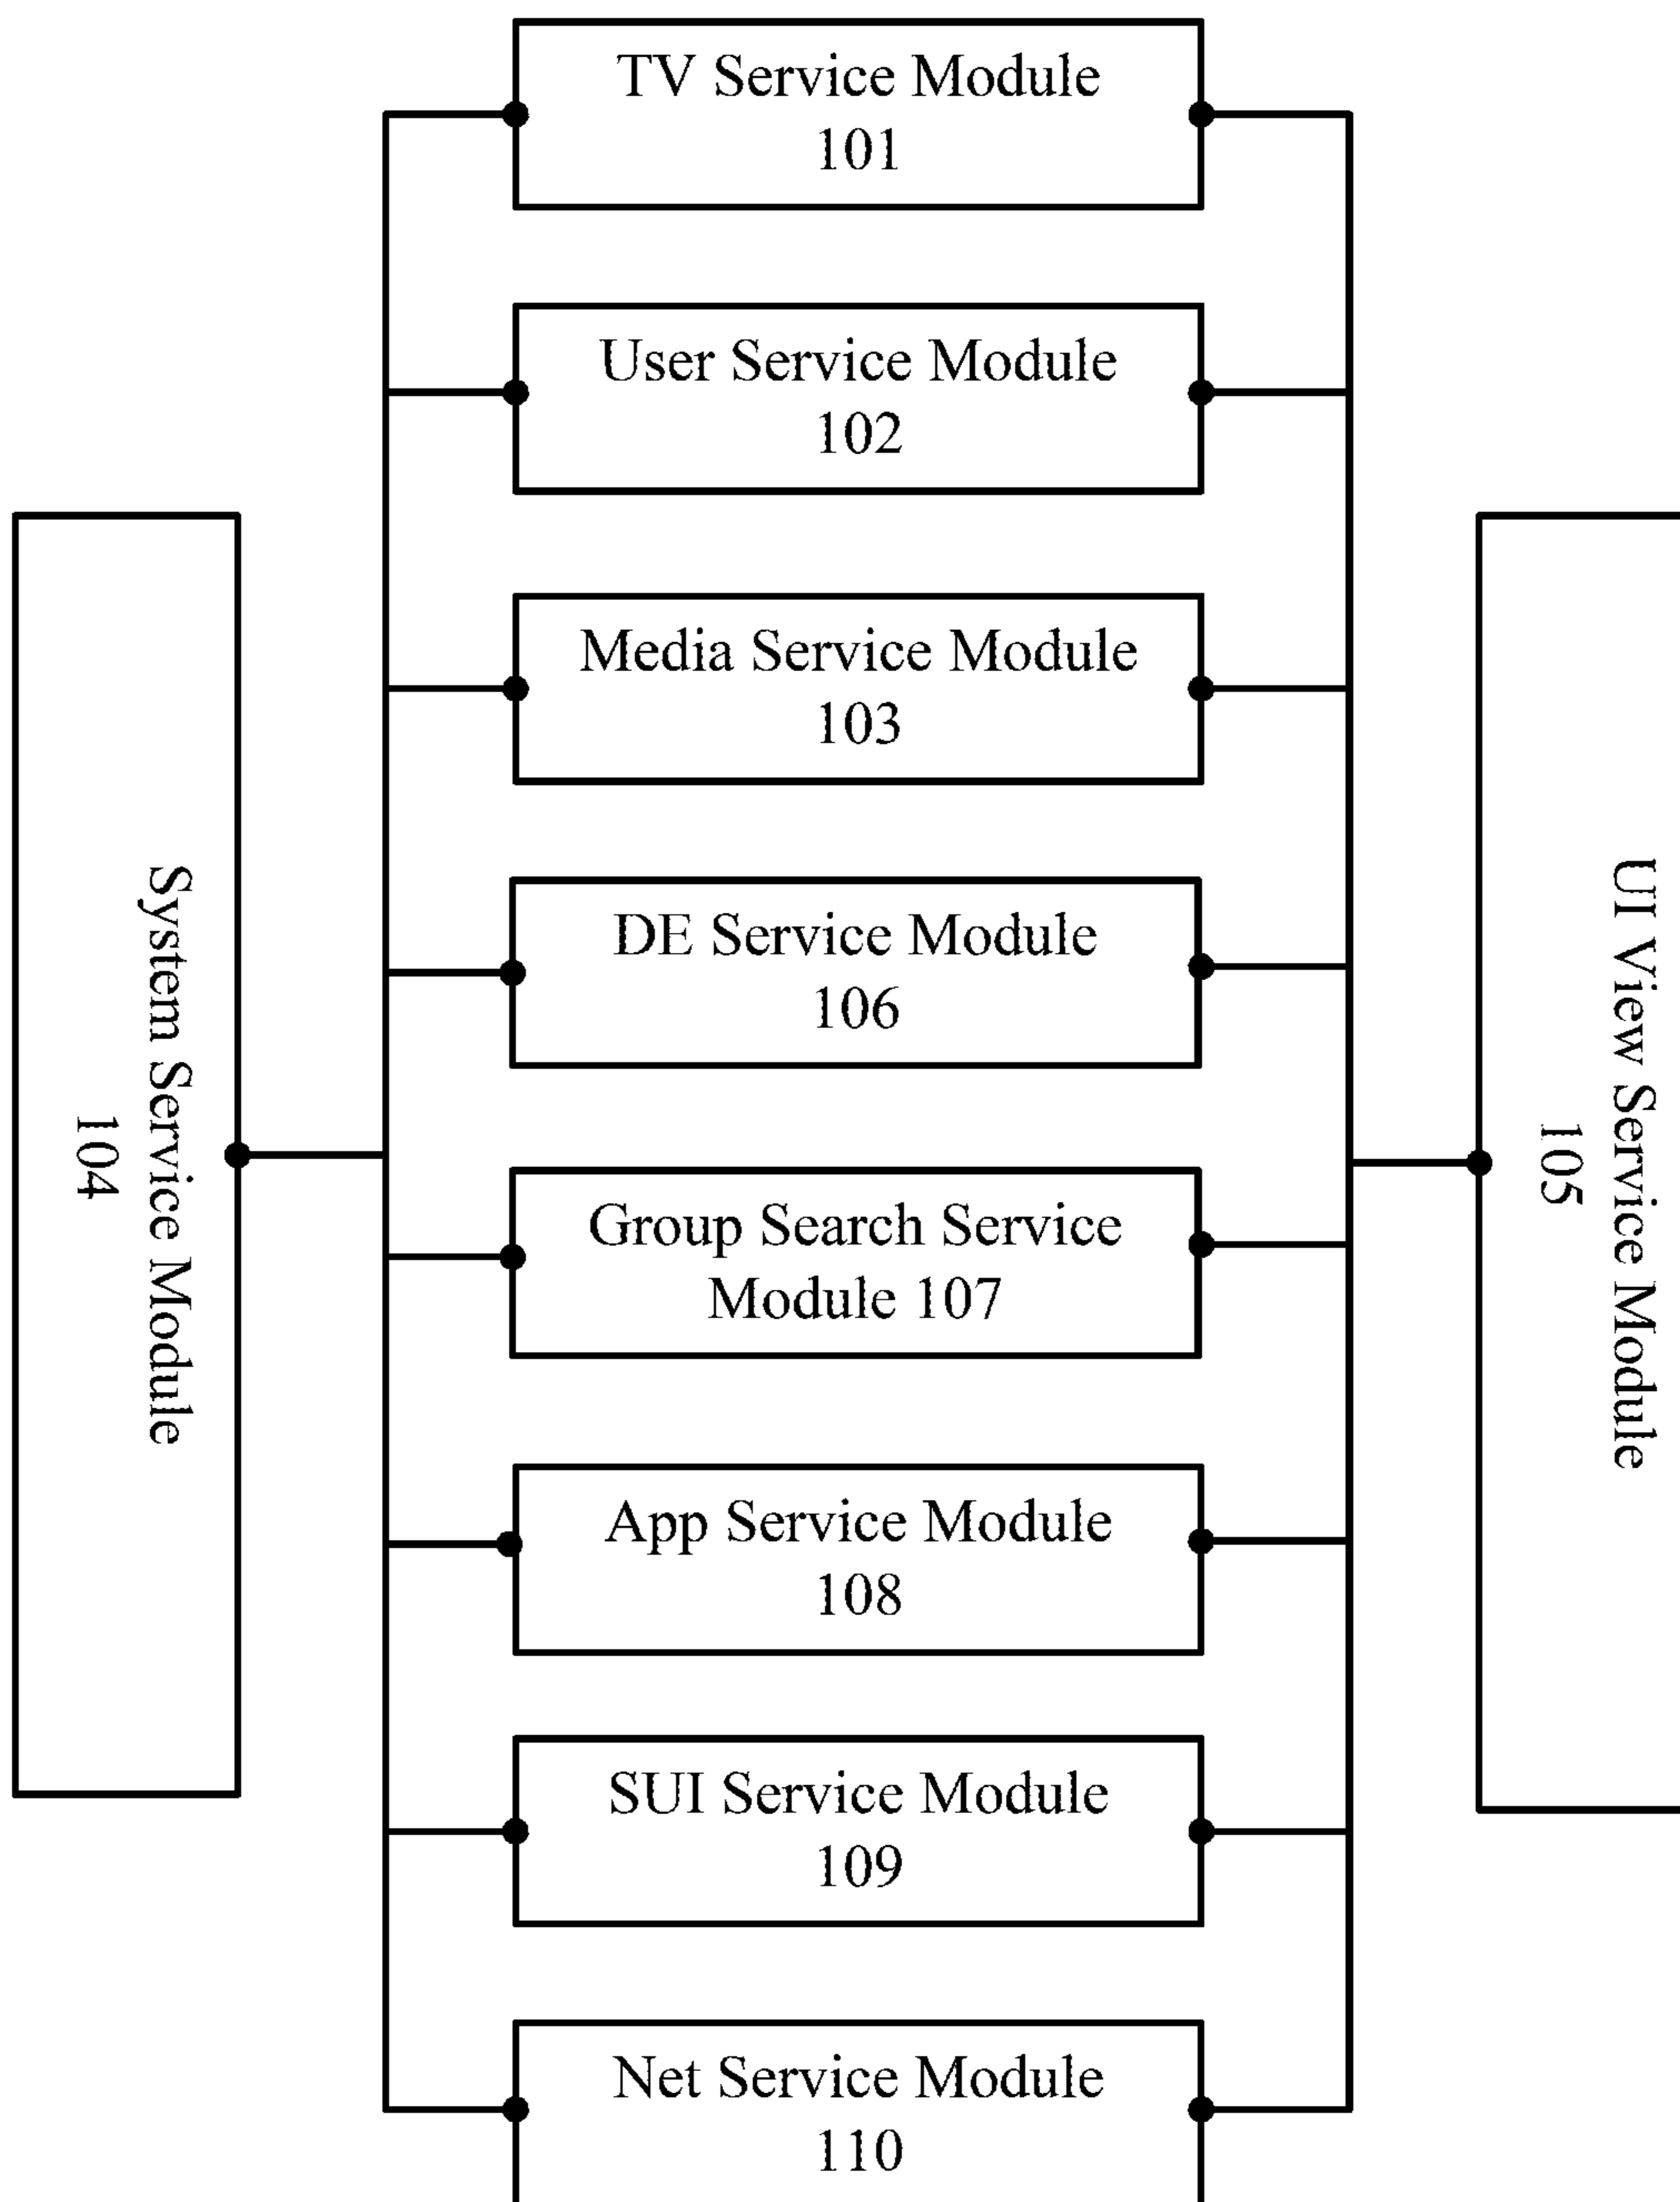 TV Service Module
101
User Service Module
102
Media Service Module
103
DE Service Module
106
Group Search Service
Module 107
App Service Module
108
SUI Service Module
109
Net Service Module
110
System Service Module
104
UI View Service Module
105